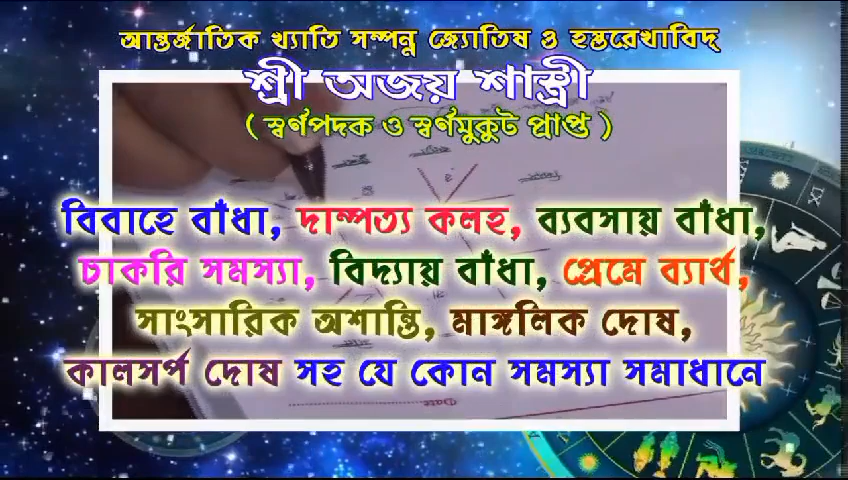 আন্তর্জাতিক খ্যাতি সম্পন্ন জ্যোতিষ ও হস্তরেখাবিদ্
শ্রী অজয় শাস্ত্রী
( স্বর্ণপদক ও স্বর্ণমুকুট প্রাপ্ত )
বিবাহে বাঁধা, দাম্পত্য কলহ, ব্যবসায় বাঁধা,
চাকরি সমস্যা, বিদ্যায় বাঁধা, প্রেমে ব্যার্থ,
সাংসারিক অশান্তি, মাঙ্গলিক দোষ,
কালসর্প দোষ সহ যে কোন সমস্যা সমাধানে